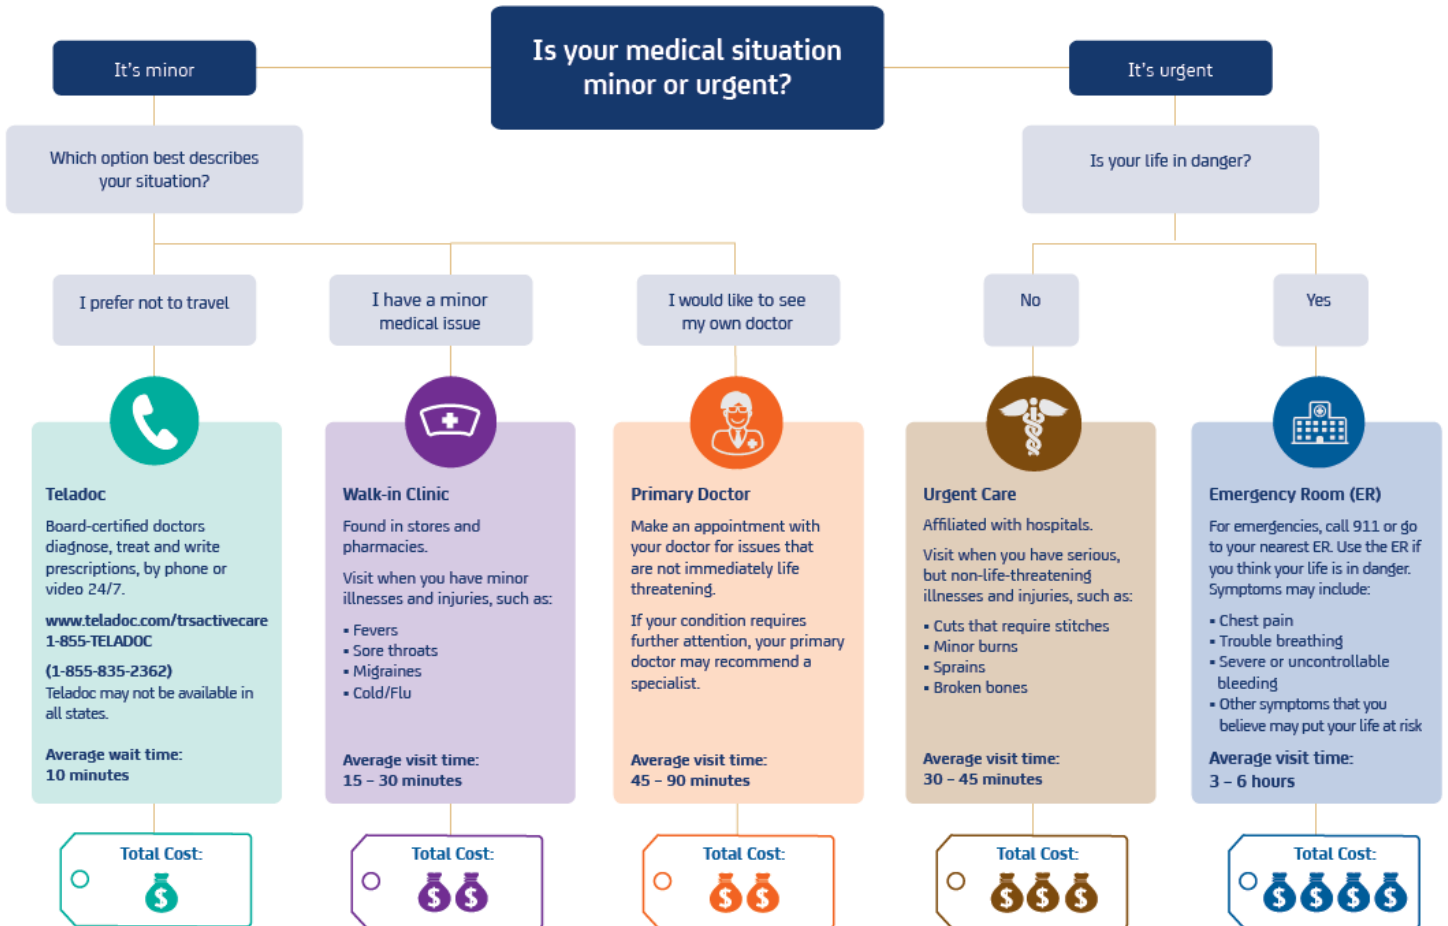 Is your medical situation
minor or urgent?
It's minor
It's urgent
Which option best describes
your situation?
Is your life in danger?
I prefer not to travel
I have a minor
medical issue
I would like to see
my own doctor
No
Yes
Teladoc
Board-certified doctors
diagnose, treat and write
prescriptions, by phone or
video 24/7.
www.teladoc.com/trsactivecare
1-855-TELADOC
(1-855-835-2362)
Teladoc may not be available in
all states.
Average wait time:
10 minutes
Walk-in Clinic
Found in stores and
pharmacies.
Visit when you have minor
illnesses and injuries, such as:
▪ Fevers
▪ Sore throats
▪ Migraines
▪ Cold/Flu
Average visit time:
15 – 30 minutes
Primary Doctor
Make an appointment with
your doctor for issues that
are not immediately life
threatening.
If your condition requires
further attention, your primary
doctor may recommend a
specialist.
Average visit time:
45 – 90 minutes
Urgent Care
Affiliated with hospitals.
Visit when you have serious,
but non-life-threatening
illnesses and injuries, such as:
▪ Cuts that require stitches
▪ Minor burns
▪ Sprains
▪ Broken bones
Average visit time:
30 – 45 minutes
Emergency Room (ER)
For emergencies, call 911 or go
to your nearest ER. Use the ER if
you think your life is in danger.
Symptoms may include:
▪ Chest pain
▪ Trouble breathing
▪ Severe or uncontrollable
bleeding
▪ Other symptoms that you
believe may put your life at risk
Average visit time:
3 – 6 hours
Total Cost:
$
Total Cost:
$ $
Total Cost:
$ $
Total Cost:
$ $ $
Total Cost:
$ $ $ $